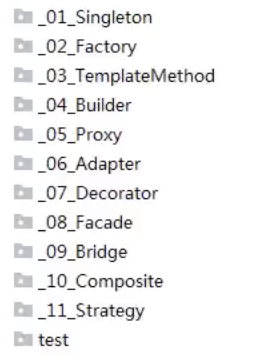 _01_Singleton
_02_Factory
_03_TemplateMethod
_04_Builder
_05_Proxy
_06_Adapter
_07_Decorator
_08_Facade
_09_Bridge
_10_Composite
_11_Strategy
test